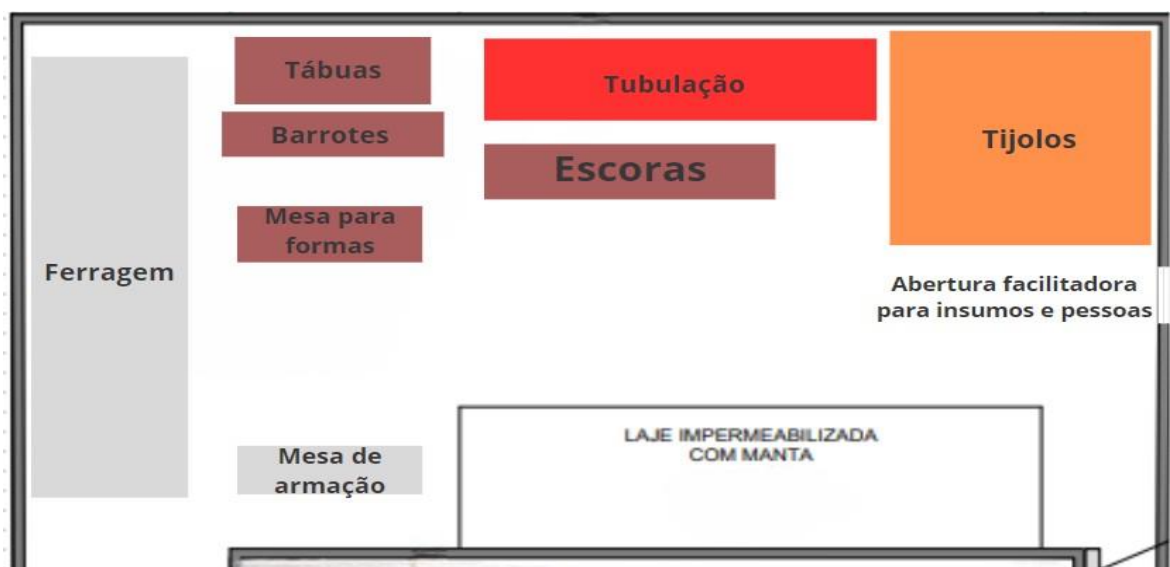 Tábuas
Tubulação
Tijolos
Barrotes
Escoras
Mesa para
formas
Ferragem
Abertura facilitadora
para insumos e pessoas
LAJE IMPERMEABILIZADA
COM MANTA
Mesa de
armação